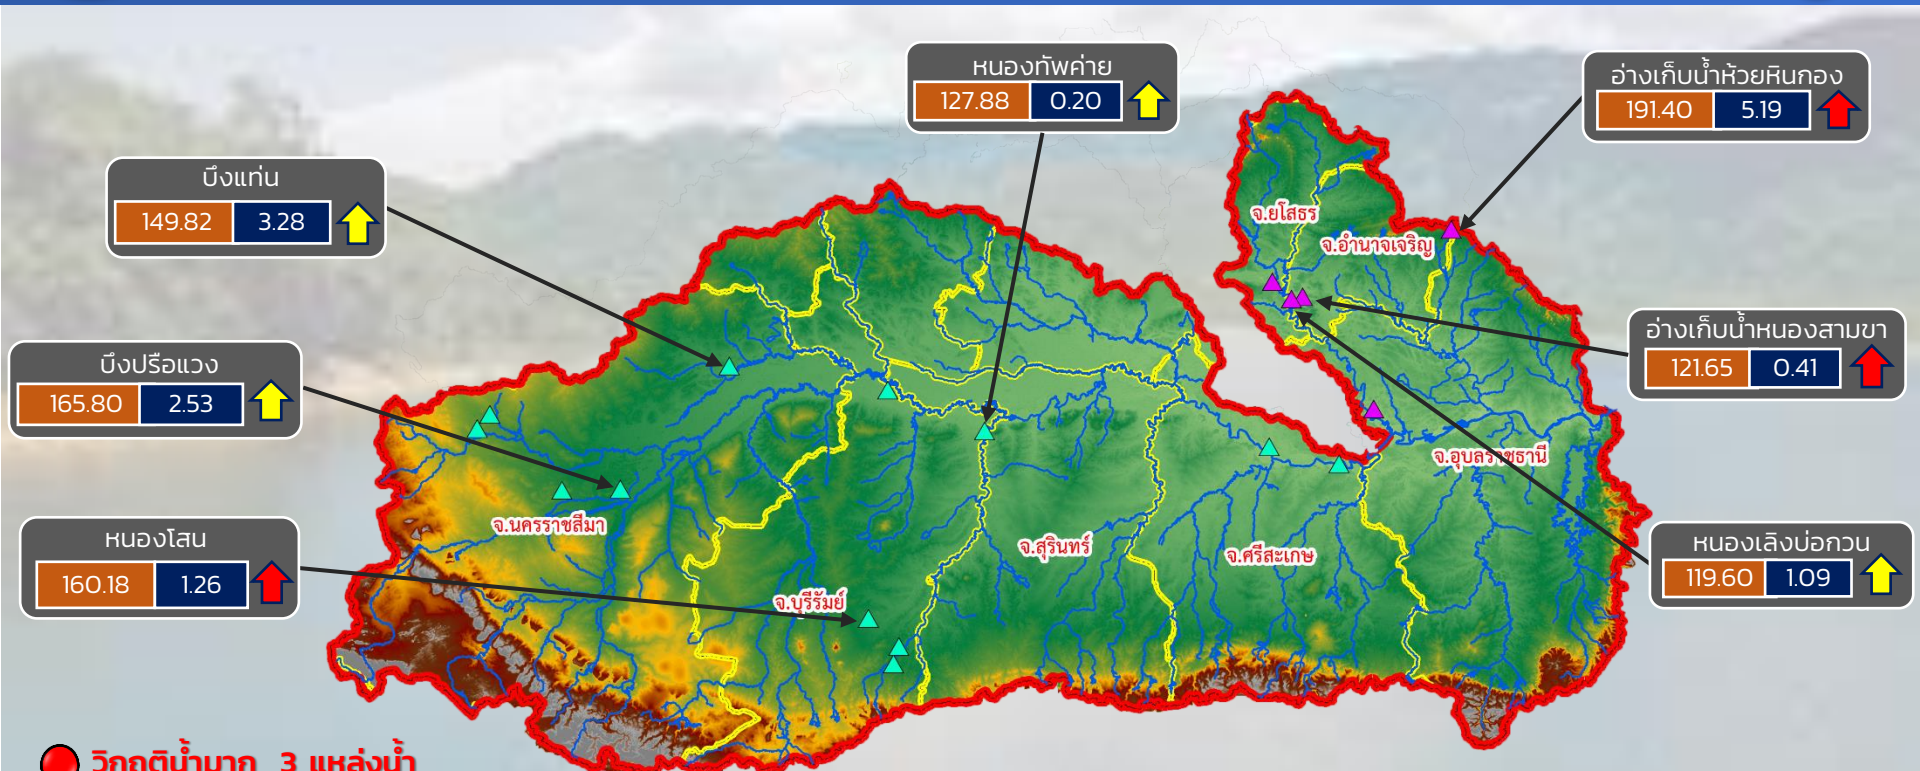 หนองทัพค่าย
127.88 0.20
อ่างเก็บน้ำห้วยหินกอง
191.40 5.19
บึงแท่น
149.82 3.28
จ.ยโสธร
จ.อำนาจเจริญ
อ่างเก็บน้ำหนองสามขา
121.65 0.41
บึงปรือแวง
165.80 2.53
จ.อุบลราชธานี
จ.นครราชสีมา
หนองโสน
160.18 1.26
จ.สุรินทร์
จ.ศรีสะเกษ
หนองเลิงบ่อกวน
119.60 1.09
จ.บุรีรัมย์
วิกฤติน้ำมาก 3 แหล่งน้ำ